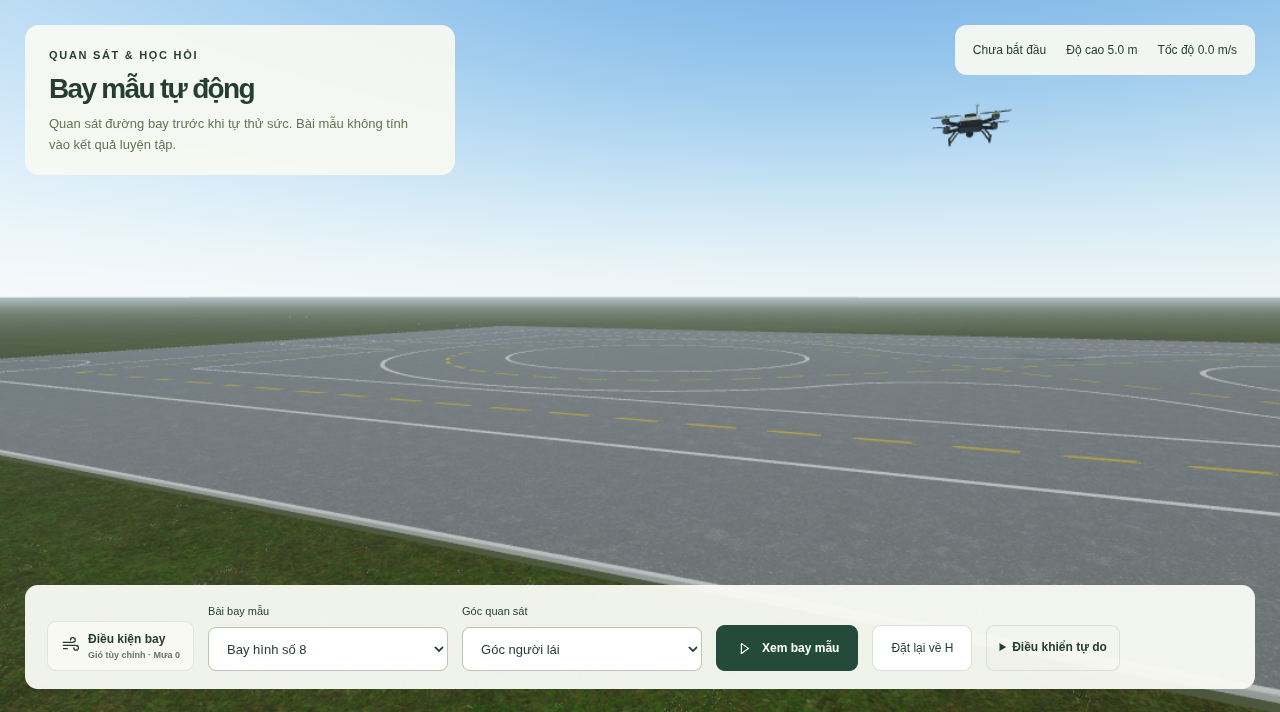 QUAN SÁT & HỌC HỎI
Bay mẫu tự động
Quan sát đường bay trước khi tự thử sức. Bài mẫu không tính
vào kết quả luyện tập.
Chưa bắt đầu Độ cao 5.0 m Tốc độ 0.0 m/s
Điều kiện bay
Gió tùy chỉnh · Mưa 0
Bài bay mẫu
Bay hình số 8
Góc quan sát
Góc người lái
Xem bay mẫu
Đặt lại về H
Điều khiển tự do